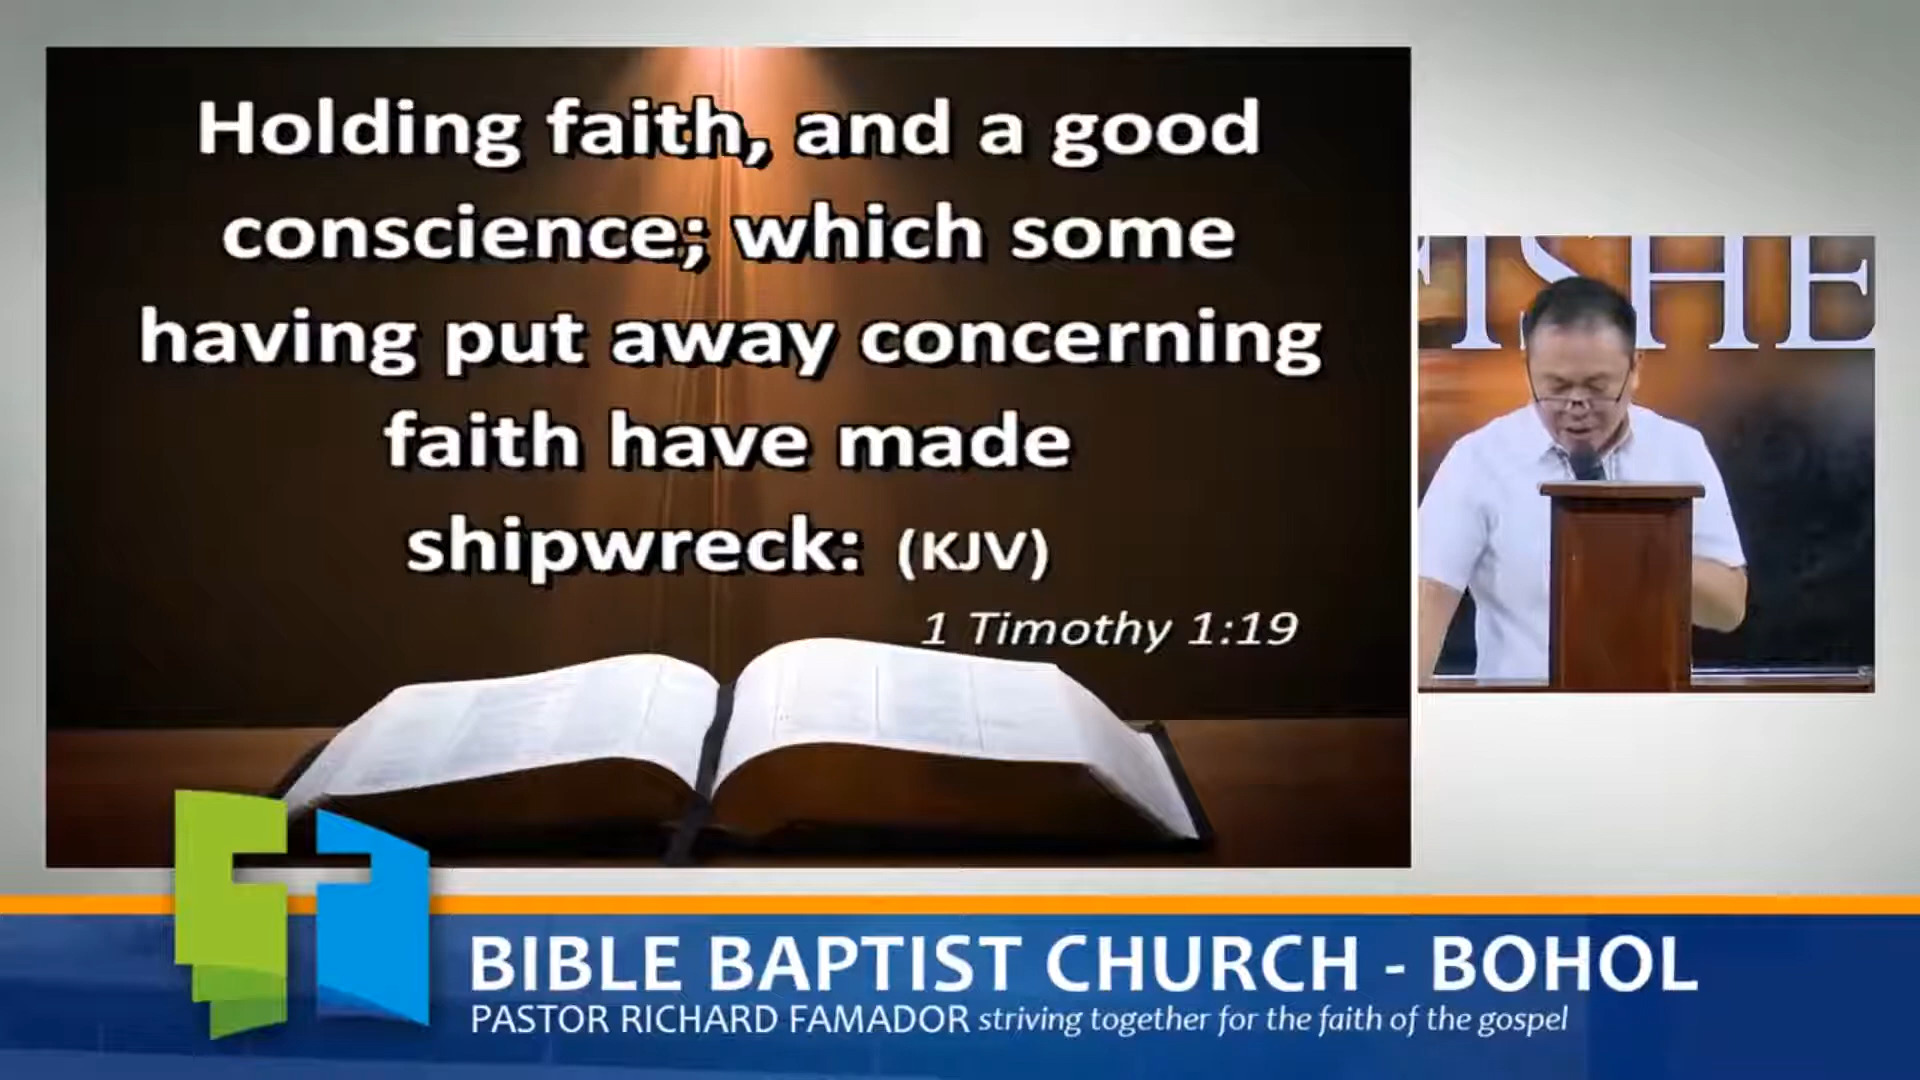 Holding faith, and a good
conscience; which some
having put away concerning
faith have made
shipwreck: (KJV)
1 Timothy 1:19
FISHE
BIBLE BAPTIST CHURCH - BOHOL
PASTOR RICHARD FAMADOR striving together for the faith of the gospel